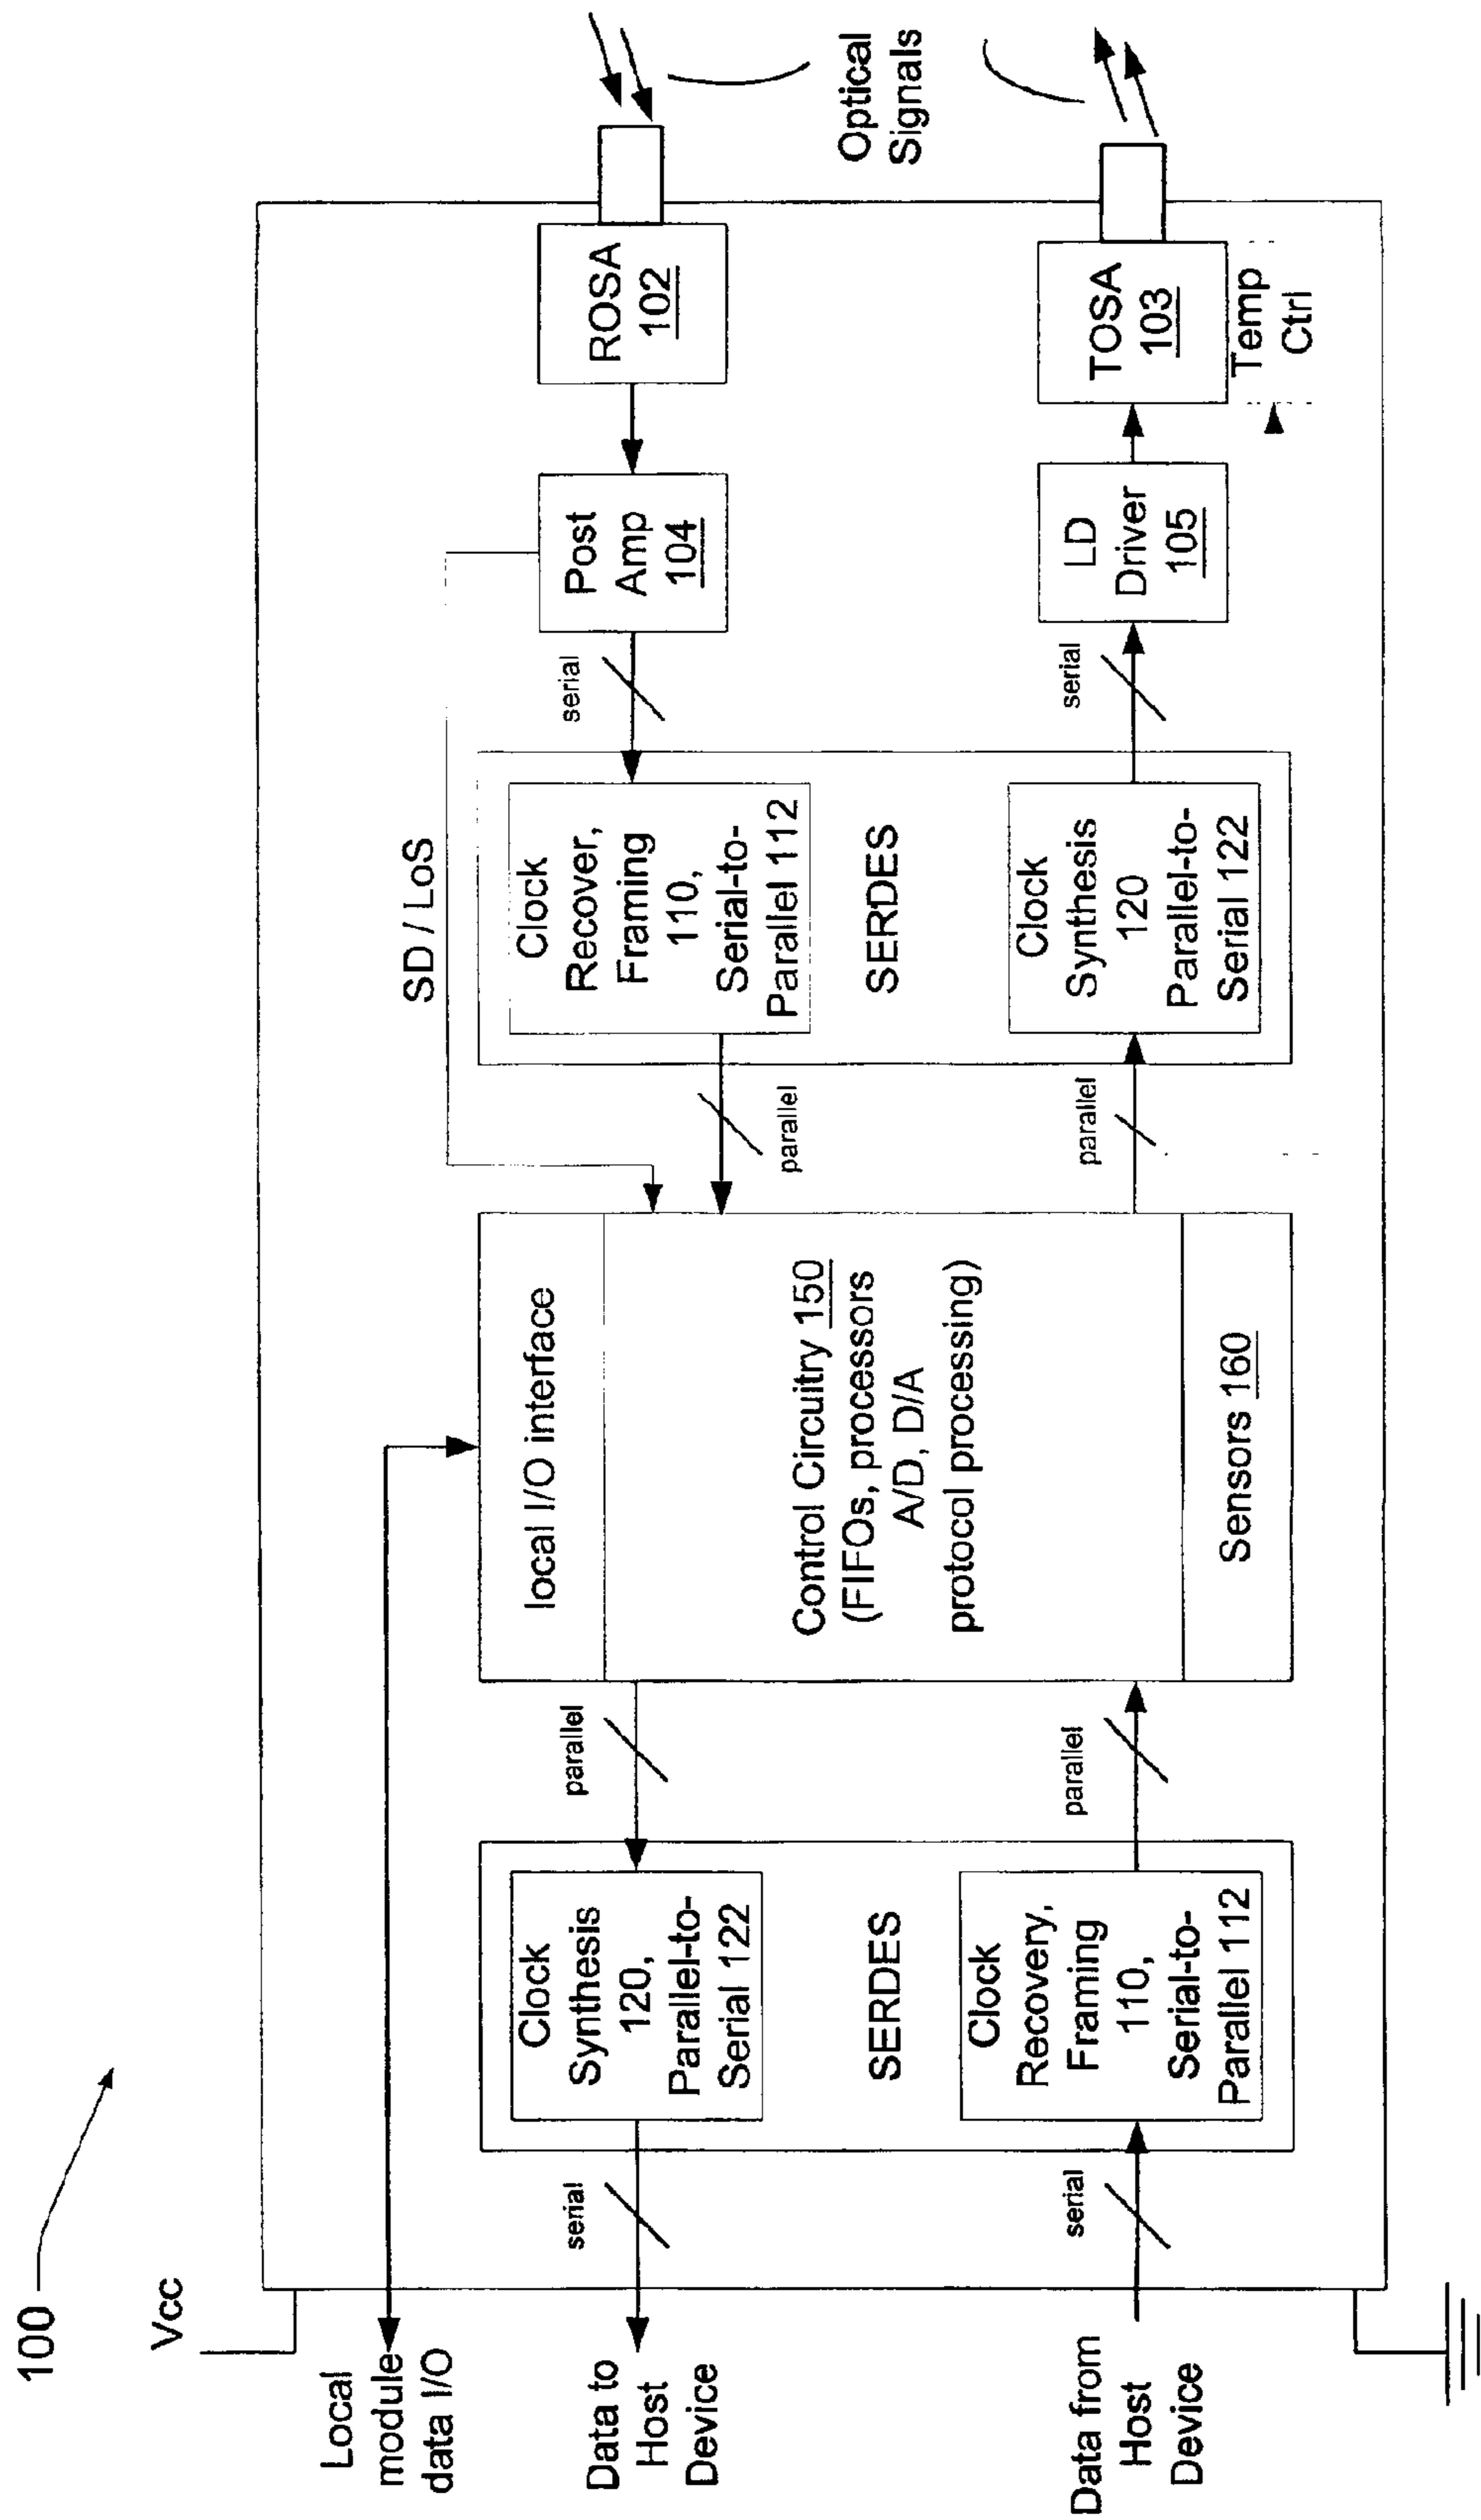 100
Vcc
Local
module
data I/O
Data to
Host
Device
Data from
Host
Device
serial
serial
Clock
Synthesis
120,
Parallel-to-
Serial 122
SERDES
Clock
Recovery,
Framing
110,
Serial-to-
Parallel 112
parallel
parallel
local I/O interface
Control Circuitry 150
(FIFOs, processors
A/D, D/A
protocol processing)
Sensors 160
SD / LoS
parallel
parallel
Clock
Recover,
Framing
110,
Serial-to-
Parallel 112
SERDES
Clock
Synthesis
120
Parallel-to-
Serial 122
serial
serial
Post
Amp
104
LD
Driver
105
ROSA
102
TOSA
103
Temp
Ctrl
Optical
Signals